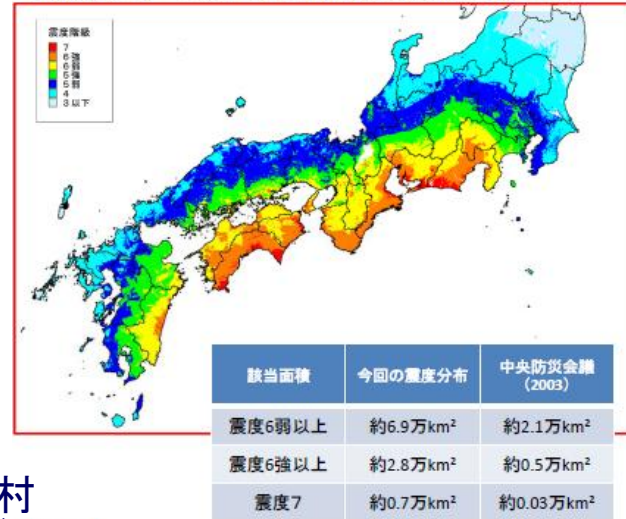 震度階級
7
6強
6弱
5強
5弱
4
3以下
該当面積 今回の震度分布 中央防災会議
(2003)
震度6弱以上 約6.9万km² 約2.1万km²
震度6強以上 約2.8万km² 約0.5万km²
震度7 約0.7万km² 約0.03万km²
村